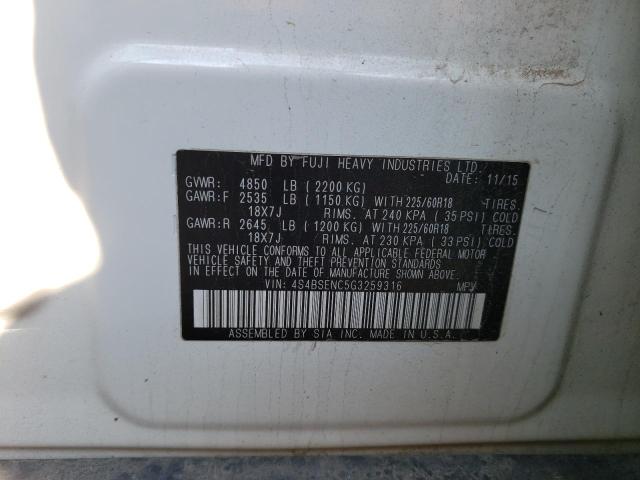 MFD BY FUJI HEAVY INDUSTRIES LTD.
DATE: 11/15
GVWR: 4850 LB (2200 KG)
GAWR:F 2535 LB (1150 KG) WITH 225/60R18 TIRES.
18X7J RIMS. AT 240 KPA (35 PSI) COLD
GAWR:R 2645 LB (1200 KG) WITH 225/60R18 TIRES.
18X7J RIMS. AT 230 KPA (33 PSI) COLD
THIS VEHICLE CONFORMS TO ALL APPLICABLE FEDERAL MOTOR
VEHICLE SAFETY AND THEFT PREVENTION STANDARDS
IN EFFECT ON THE DATE OF MANUFACTURE SHOWN ABOVE.
VIN: 4S4BSENC5G3259316 MPV
ASSEMBLED BY SIA INC. MADE IN U.S.A.